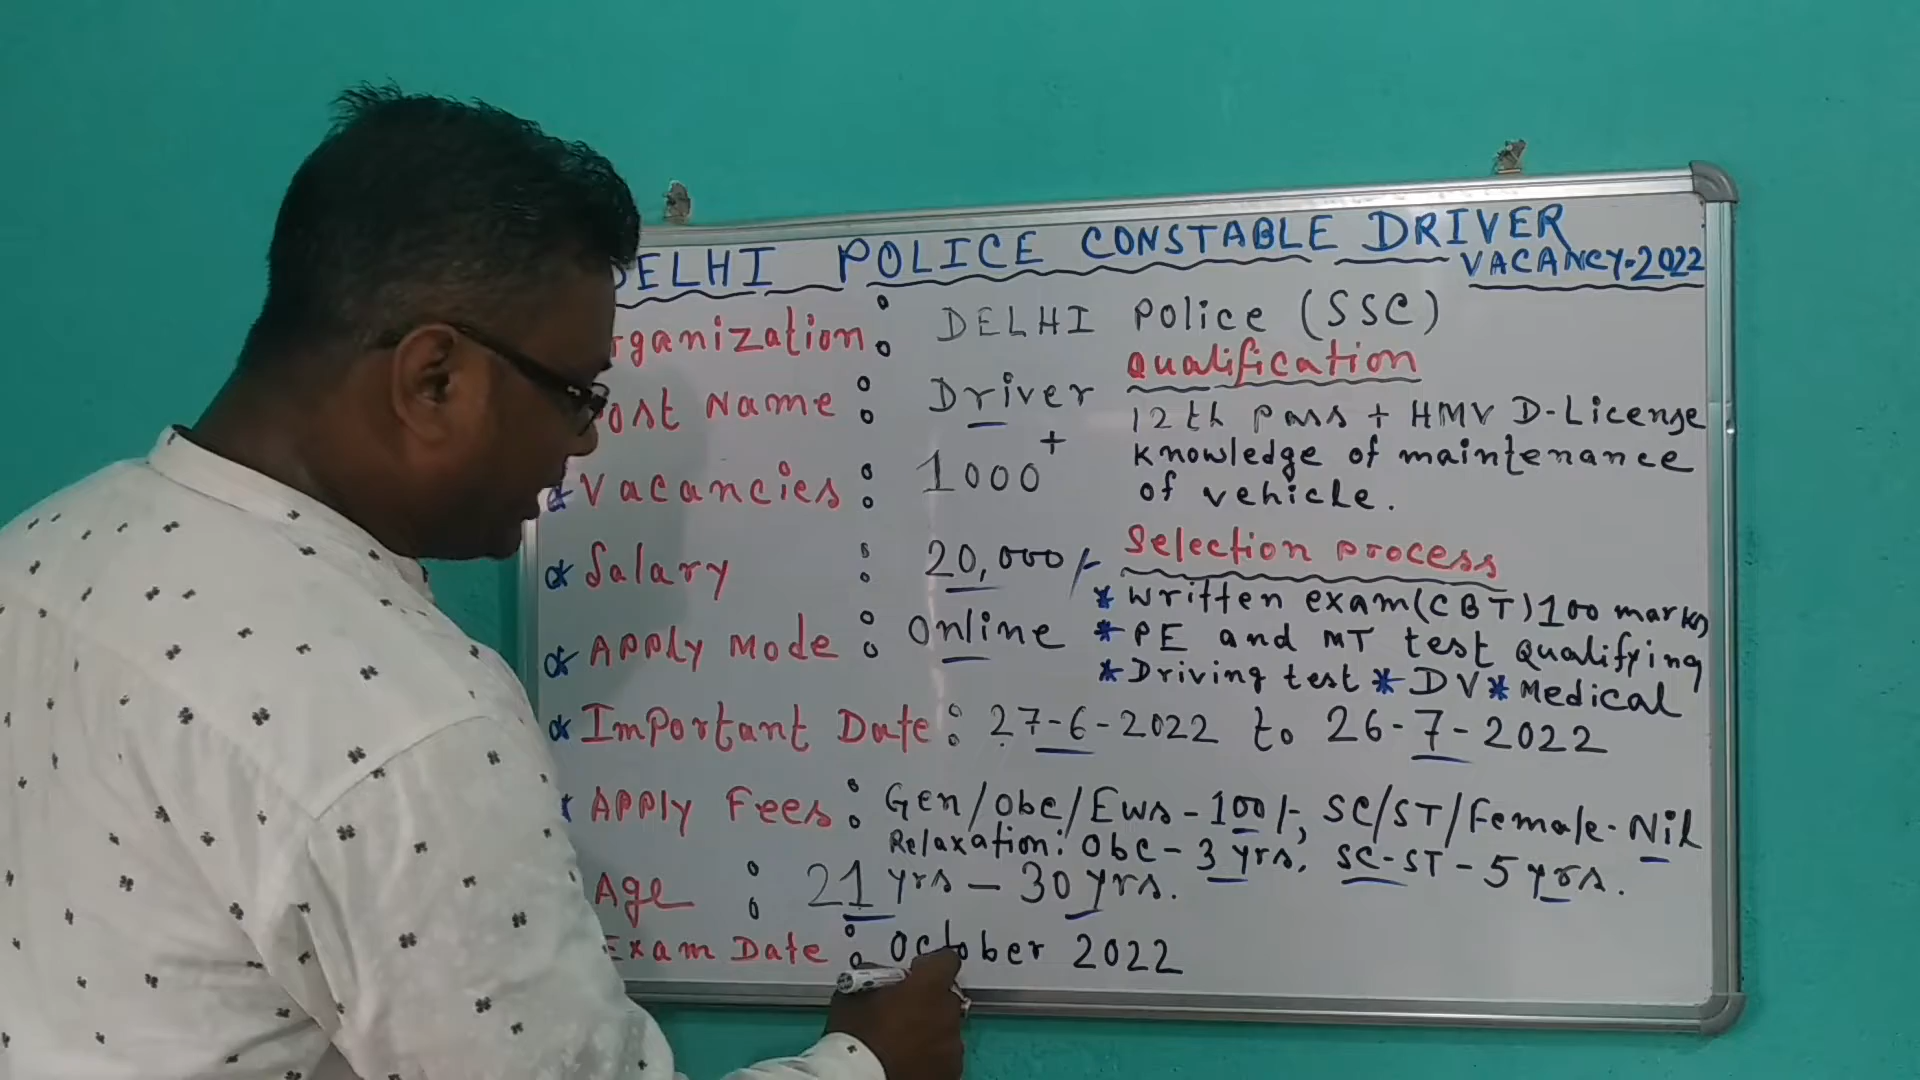 DELHI POLICE CONSTABLE DRIVER
VACANCY-2022
rganization : DELHI Police (SSC)
ost Name : Driver
* Vacancies : 1000+
* Salary : 20,000/-
* Apply Mode : Online
Qualification
12th pass + HMV D-License
knowledge of maintenance
of vehicle.
Selection process
* written exam(CBT)100 marks
* PE and MT test qualifying
* Driving test * DV * Medical
* Important Date : 27-6-2022 to 26-7-2022
* Apply Fees : Gen/obc/Ews - 100/-, SC/ST/Female- Nil
Relaxation: Obc - 3 yrs. SC-ST - 5 yrs.
Age : 21 yrs - 30 yrs.
Exam Date : October 2022